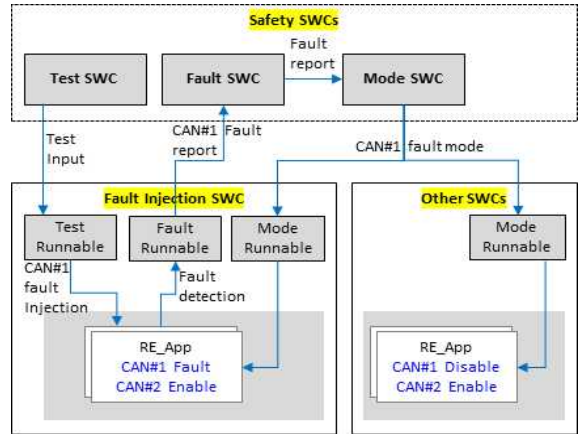 Safety SWCs
Test SWC
Fault SWC
Fault
report
Mode SWC
Test
Input
CAN#1 Fault
report
CAN#1 fault mode
Fault Injection SWC
Test
Runnable
Fault
Runnable
Mode
Runnable
CAN#1
fault
Injection
Fault
detection
RE_App
CAN#1 Fault
CAN#2 Enable
Other SWCs
Mode
Runnable
RE_App
CAN#1 Disable
CAN#2 Enable